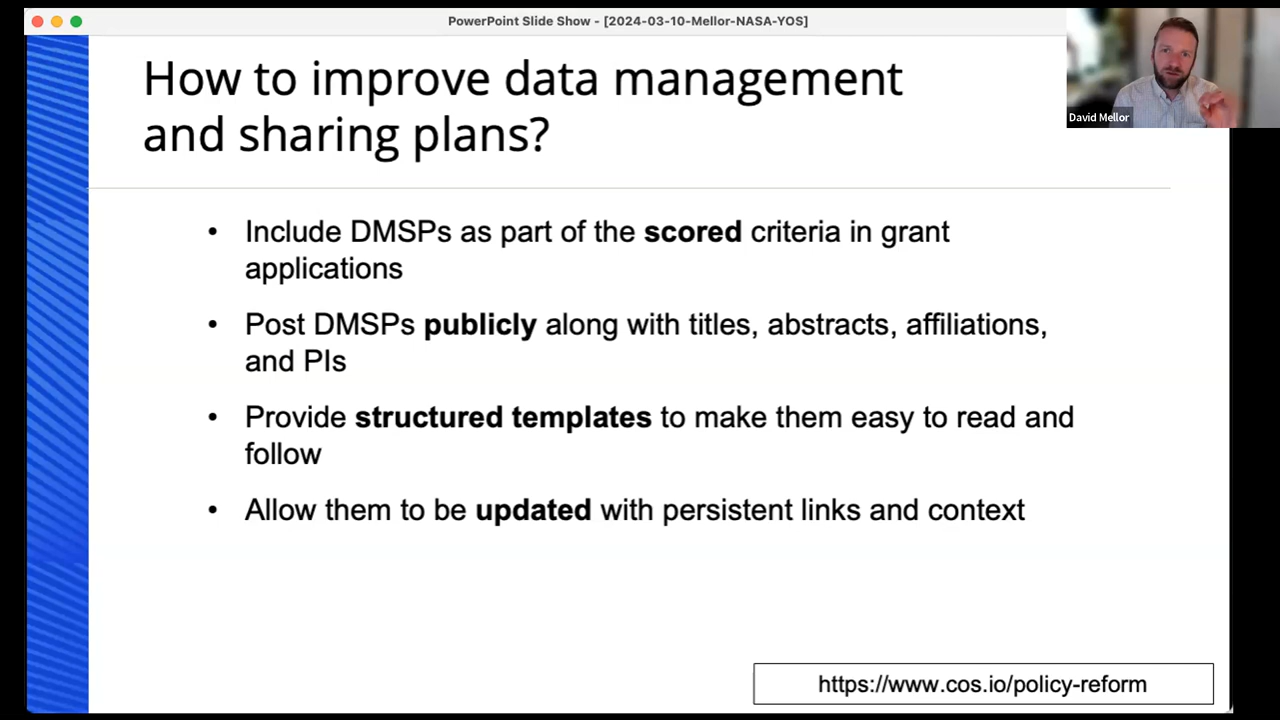 PowerPoint Slide Show - [2024-03-10-Mellor-NASA-YOS]
How to improve data management
and sharing plans?
David Mellor
• Include DMSPs as part of the scored criteria in grant
applications
• Post DMSPs publicly along with titles, abstracts, affiliations,
and PIs
• Provide structured templates to make them easy to read and
follow
• Allow them to be updated with persistent links and context
https://www.cos.io/policy-reform